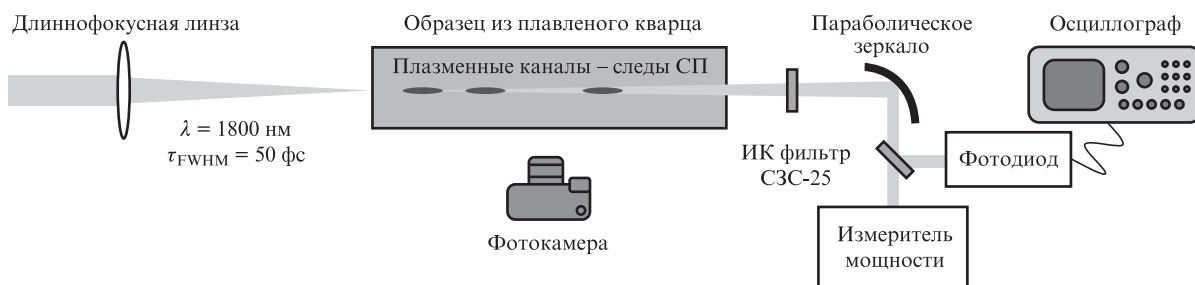 Длиннофокусная линза
Образец из плавленого кварца
Параболическое
зеркало
Осциллограф
Плазменные каналы – следы СП
λ = 1800 нм
τFWHM = 50 фс
ИК фильтр
СЗС-25
Фотодиод
Фотокамера
Измеритель
мощности